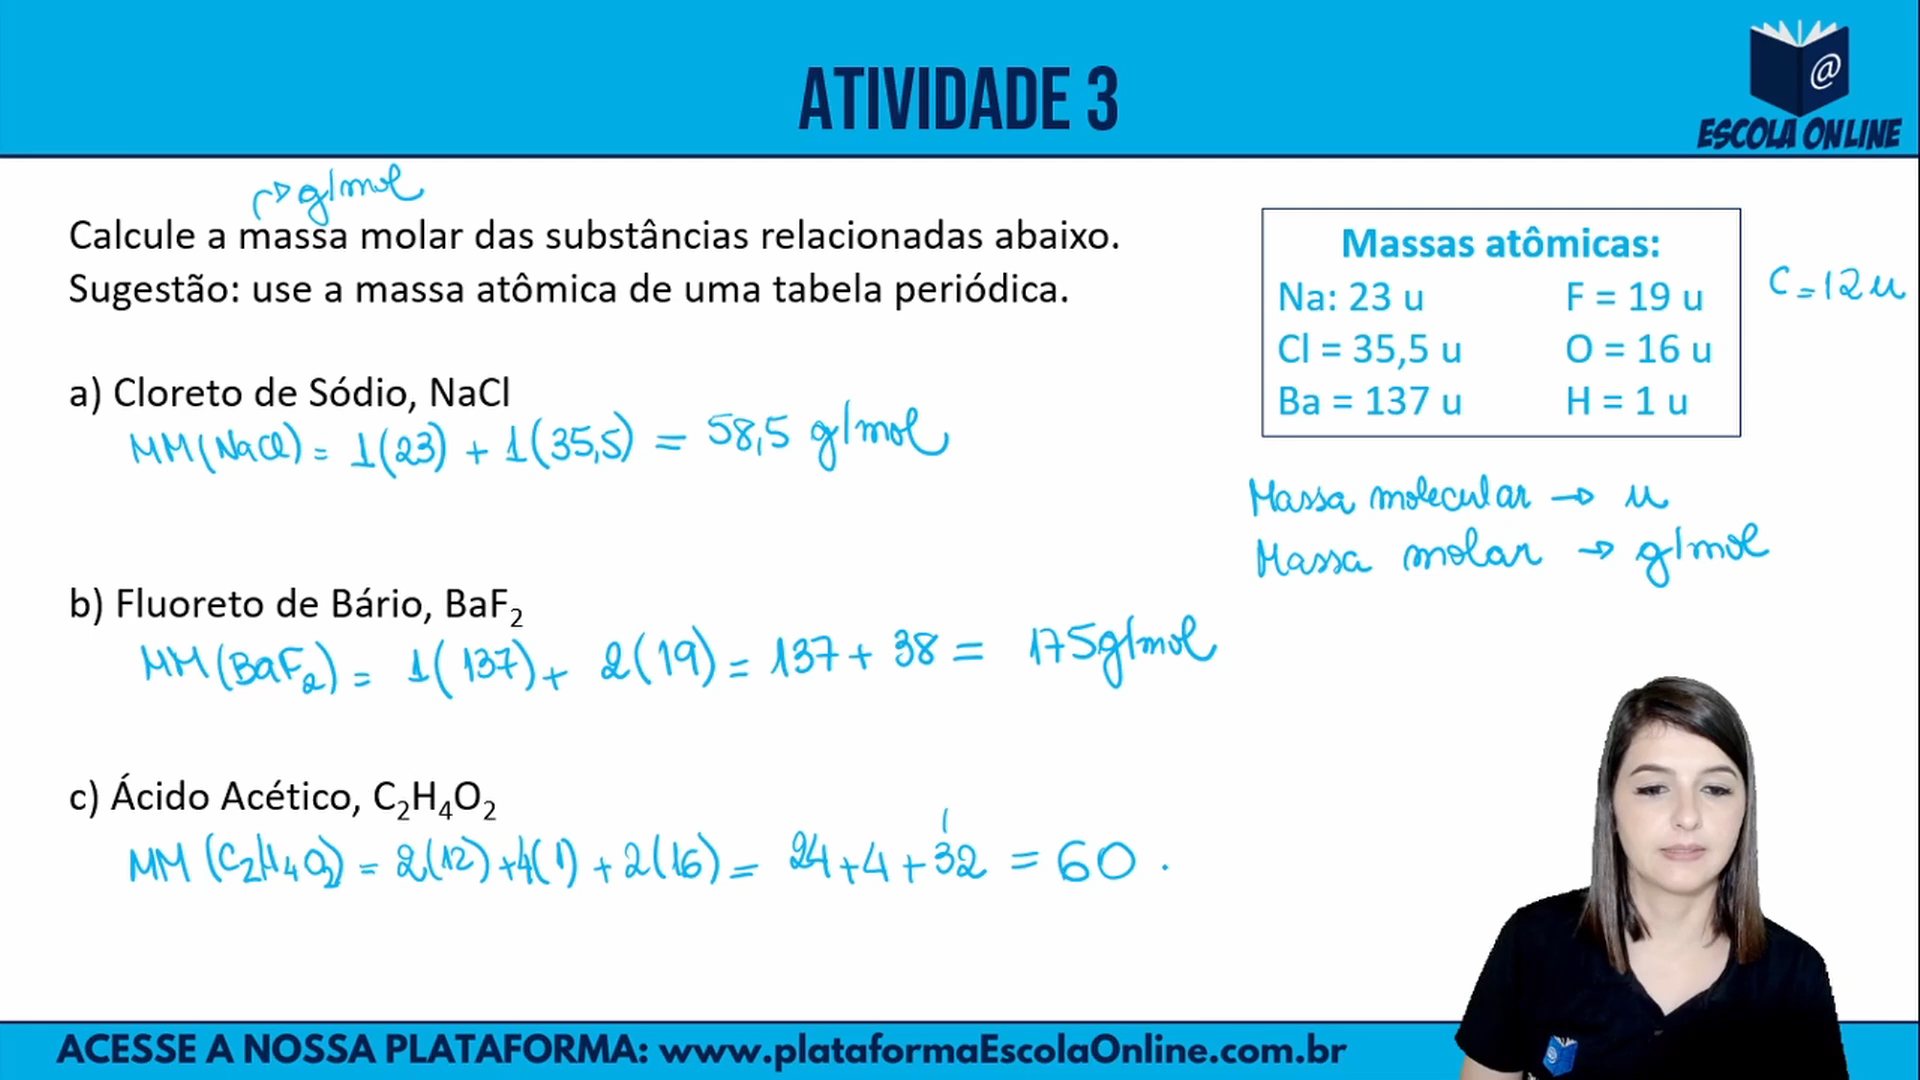 ATIVIDADE 3
@
ESCOLA ONLINE
g/mol
Calcule a massa molar das substâncias relacionadas abaixo.
Sugestão: use a massa atômica de uma tabela periódica.
a) Cloreto de Sódio, NaCl
MM(NaCl) = 1(23) + 1(35,5) = 58,5 g/mol
b) Fluoreto de Bário, BaF₂
MM(BaF₂) = 1(137) + 2(19) = 137 + 38 = 175g/mol
c) Ácido Acético, C₂H₄O₂
MM (C₂H₄O₂) = 2(12) + 4(1) + 2(16) = 24 + 4 + 32 = 60 .
Massas atômicas:
Na: 23 u F = 19 u
Cl = 35,5 u O = 16 u
Ba = 137 u H = 1 u
C = 12 u
Massa molecular → u
Massa molar → g/mol
ACESSE A NOSSA PLATAFORMA: www.plataformaEscolaOnline.com.br